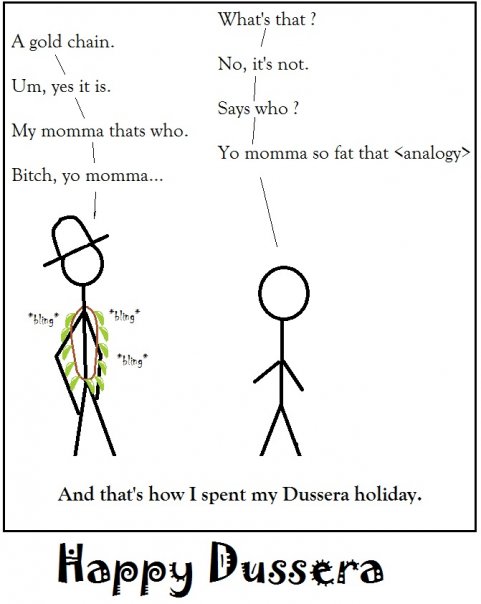 What's that ?
A gold chain.
No, it's not.
Um, yes it is.
Says who ?
My momma thats who.
Yo momma so fat that <analogy>
Bitch, yo momma...
*bling*
*bling*
*bling*
And that's how I spent my Dussera holiday.
Happy Dussera